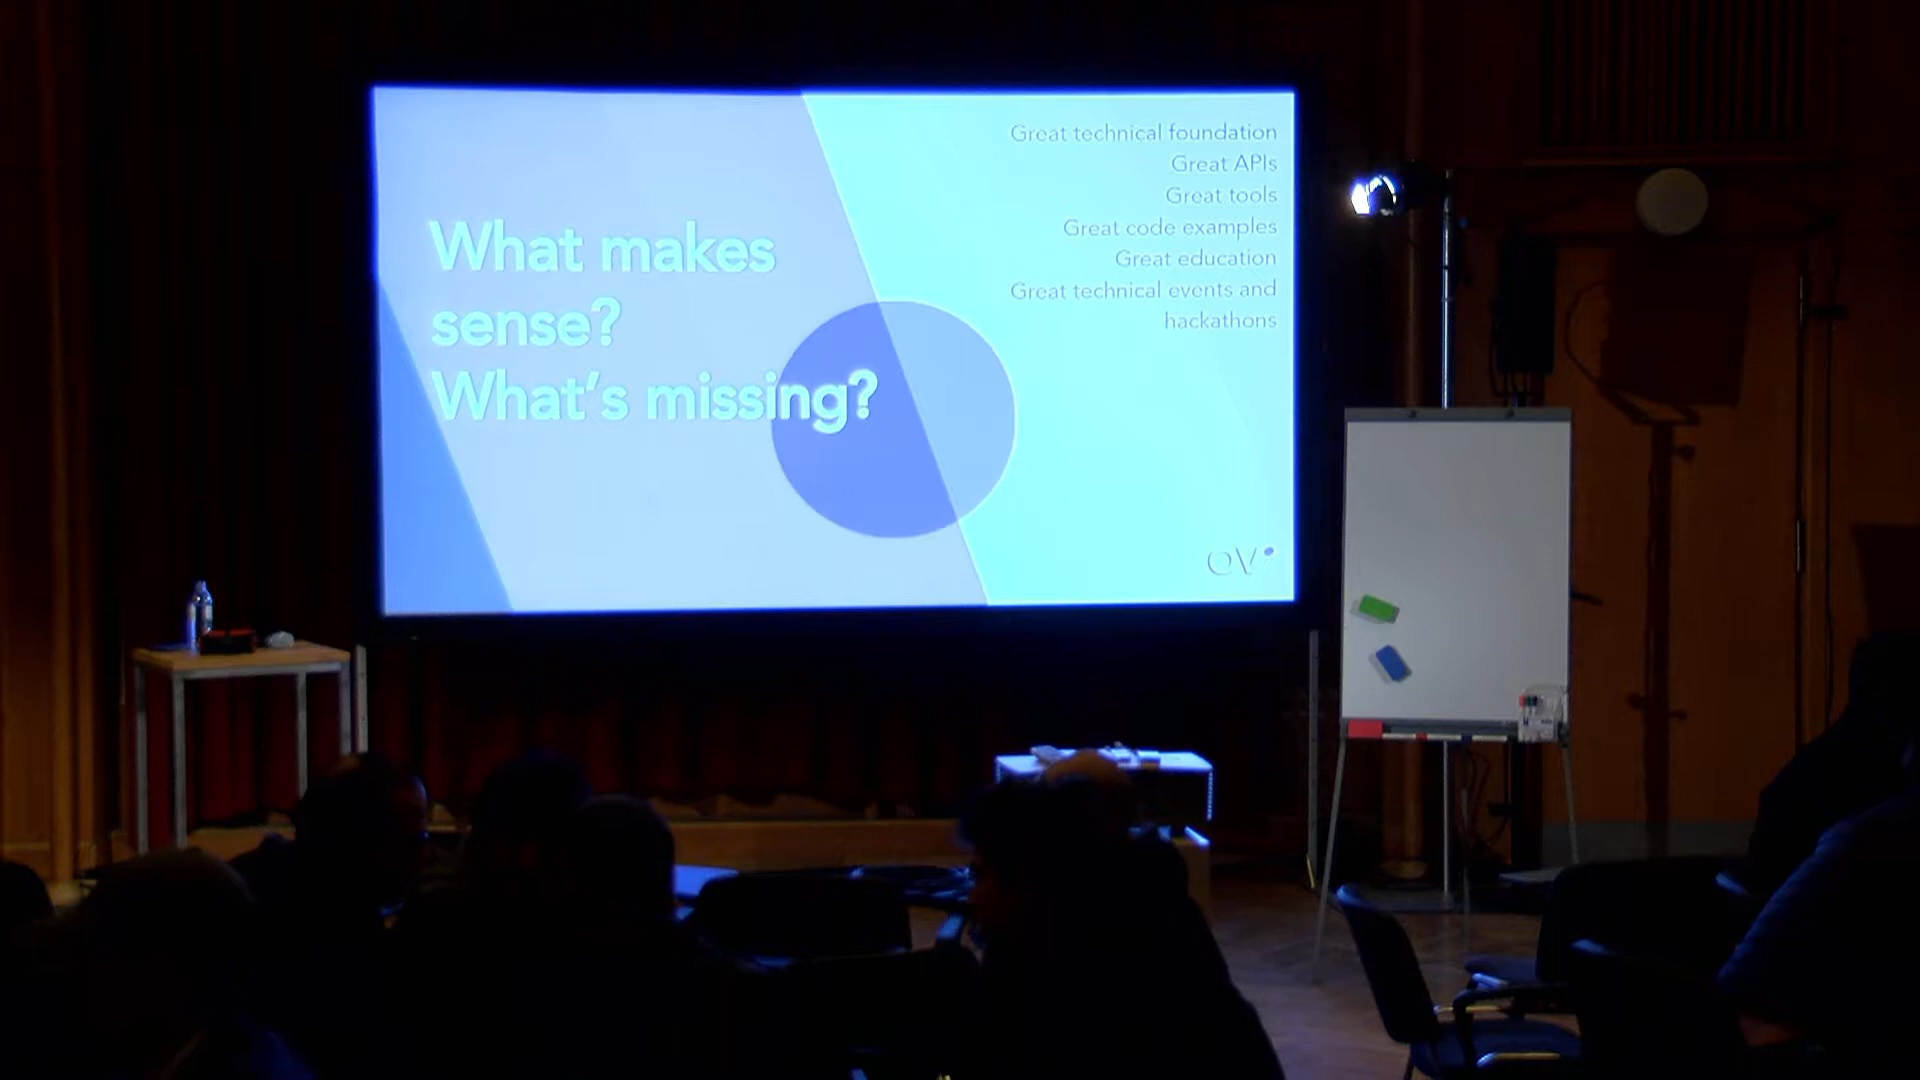 What makes
sense?
What's missing?
Great technical foundation
Great APIs
Great tools
Great code examples
Great education
Great technical events and
hackathons
OV